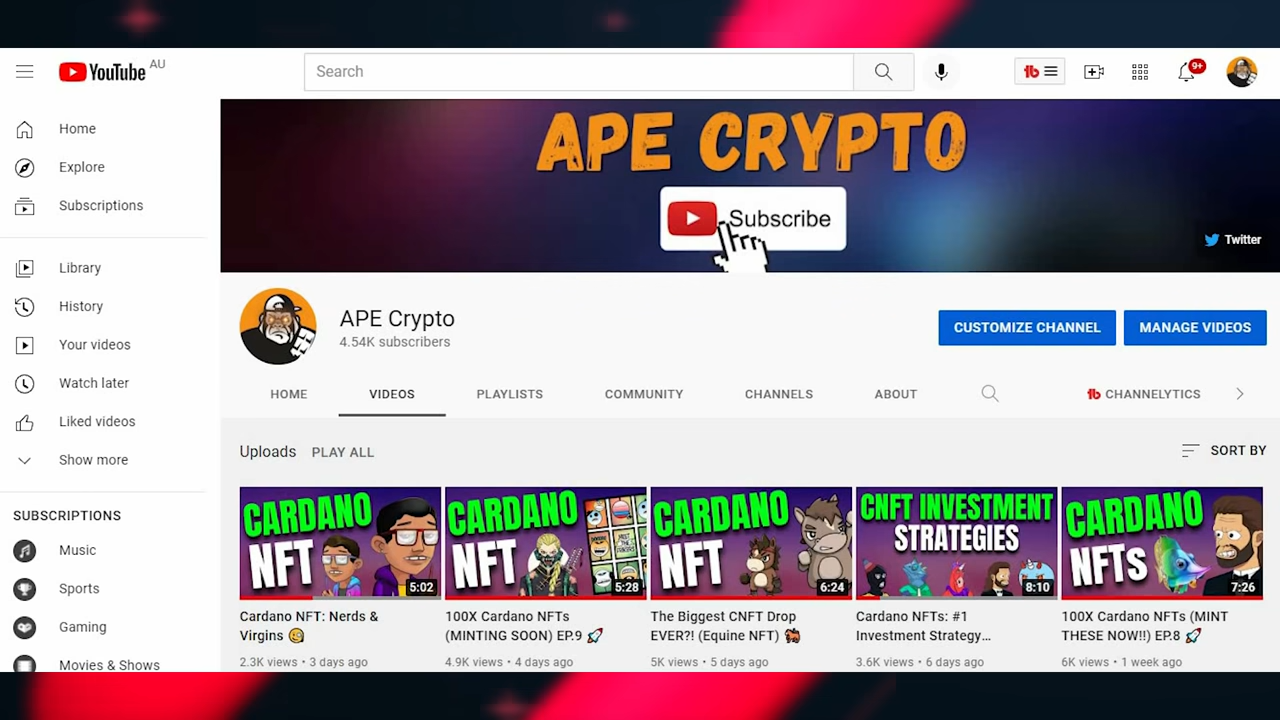 YouTube AU
Search
9+
Home
Explore
Subscriptions
Library
History
Your videos
Watch later
Liked videos
Show more
SUBSCRIPTIONS
Music
Sports
Gaming
Movies & Shows
APE CRYPTO
Subscribe
Twitter
APE Crypto
4.54K subscribers
CUSTOMIZE CHANNEL
MANAGE VIDEOS
HOME
VIDEOS
PLAYLISTS
COMMUNITY
CHANNELS
ABOUT
CHANNELYTICS
Uploads
PLAY ALL
SORT BY
CARDANO
NFT
5:02
Cardano NFT: Nerds &
Virgins
2.3K views • 3 days ago
CARDANO
NFT
5:28
100X Cardano NFTs
(MINTING SOON) EP.9
4.9K views • 4 days ago
CARDANO
NFT
6:24
The Biggest CNFT Drop
EVER?! (Equine NFT)
5K views • 5 days ago
CNFT INVESTMENT
STRATEGIES
8:10
Cardano NFTs: #1
Investment Strategy...
3.6K views • 6 days ago
CARDANO
NFTs
7:26
100X Cardano NFTs (MINT
THESE NOW!!) EP.8
6K views • 1 week ago